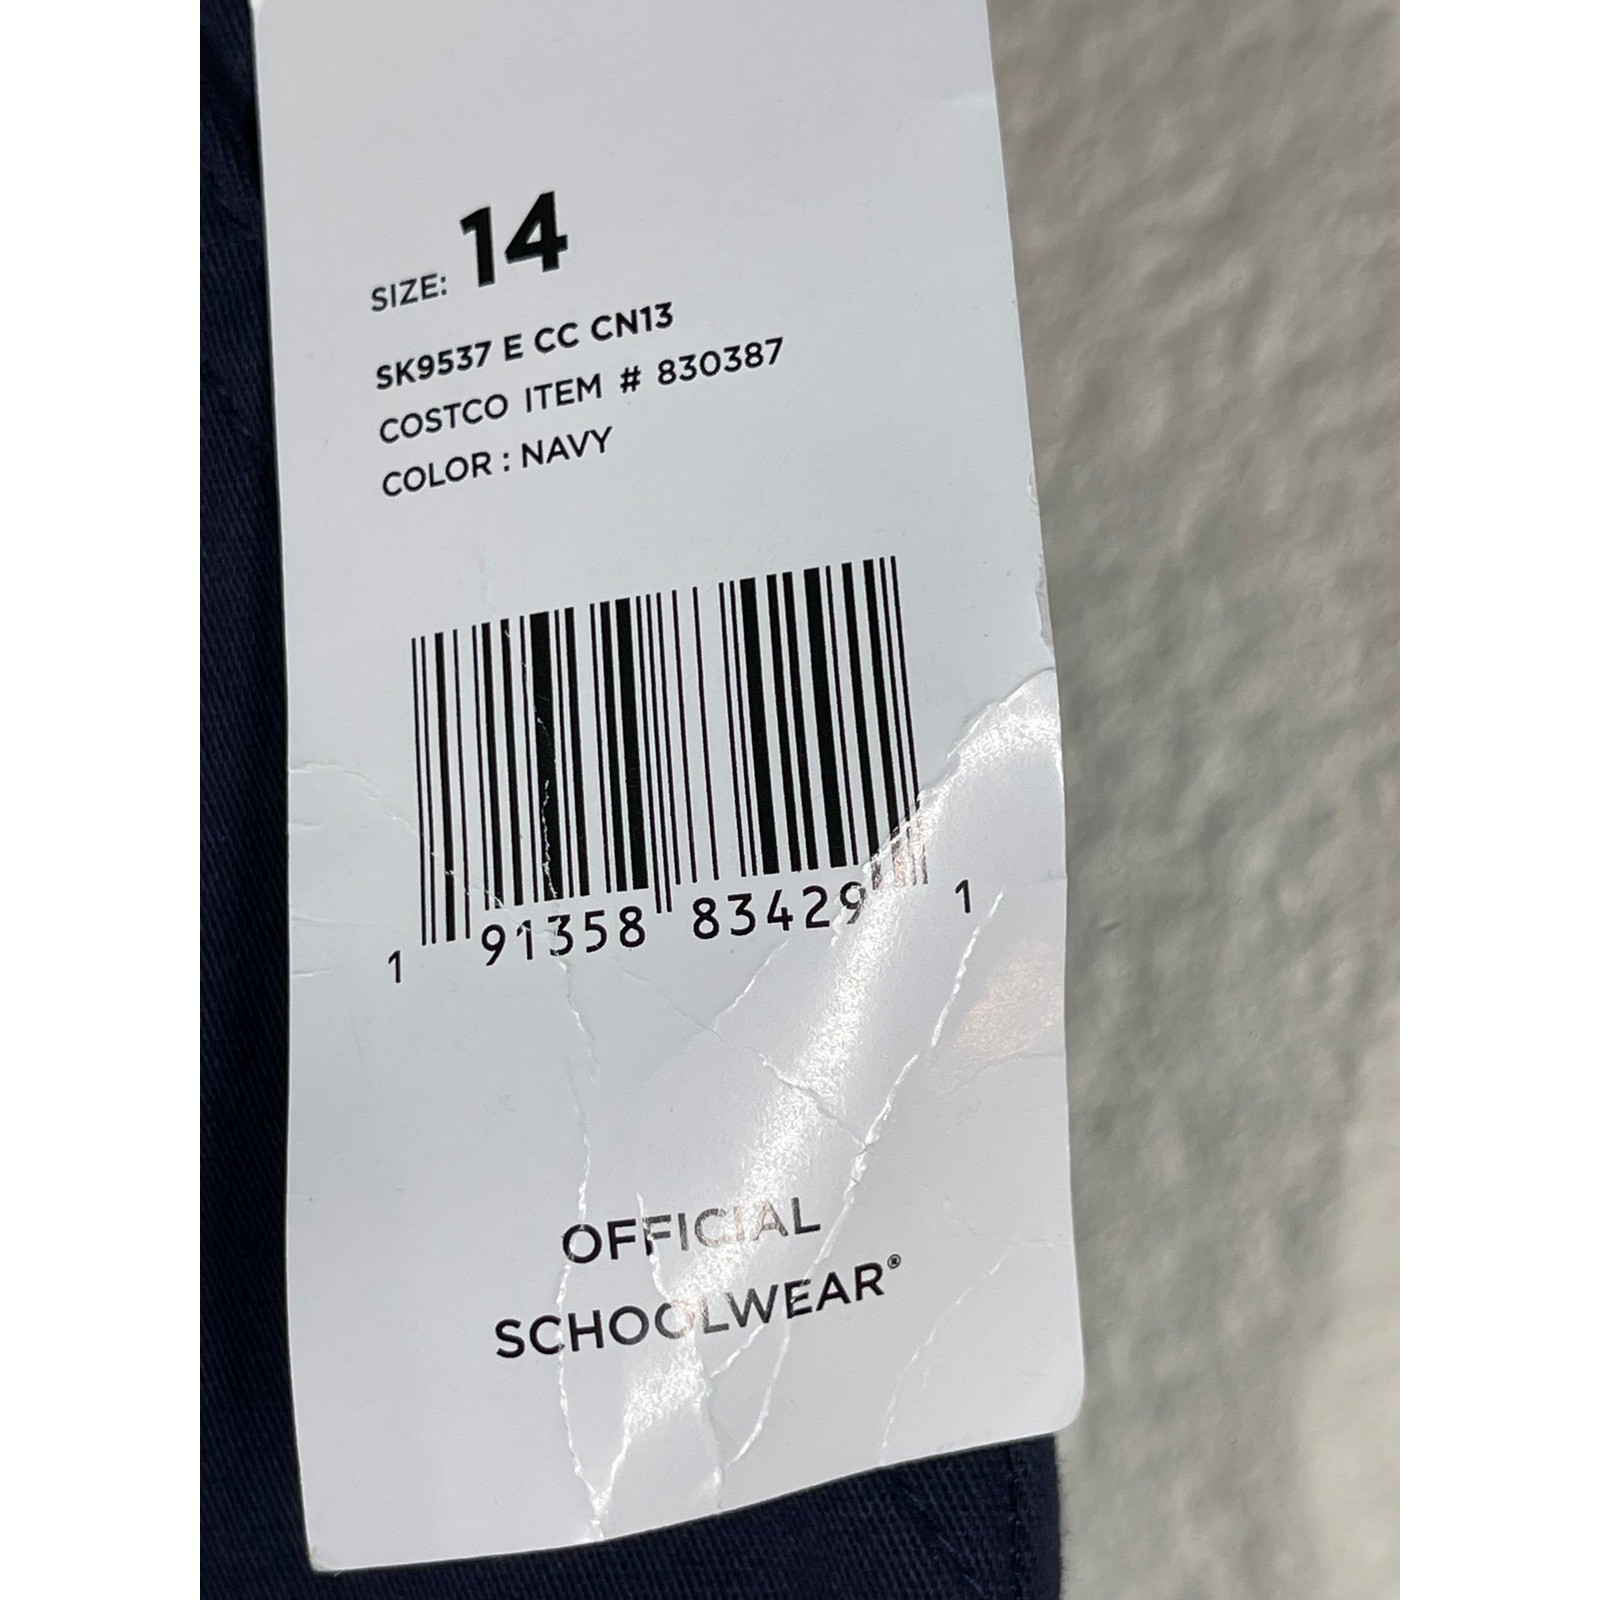 SIZE: 14
SK9537 E CC CN13
COSTCO ITEM # 830387
COLOR : NAVY
1 91358 83429 1
OFFICIAL
SCHOOLWEAR®